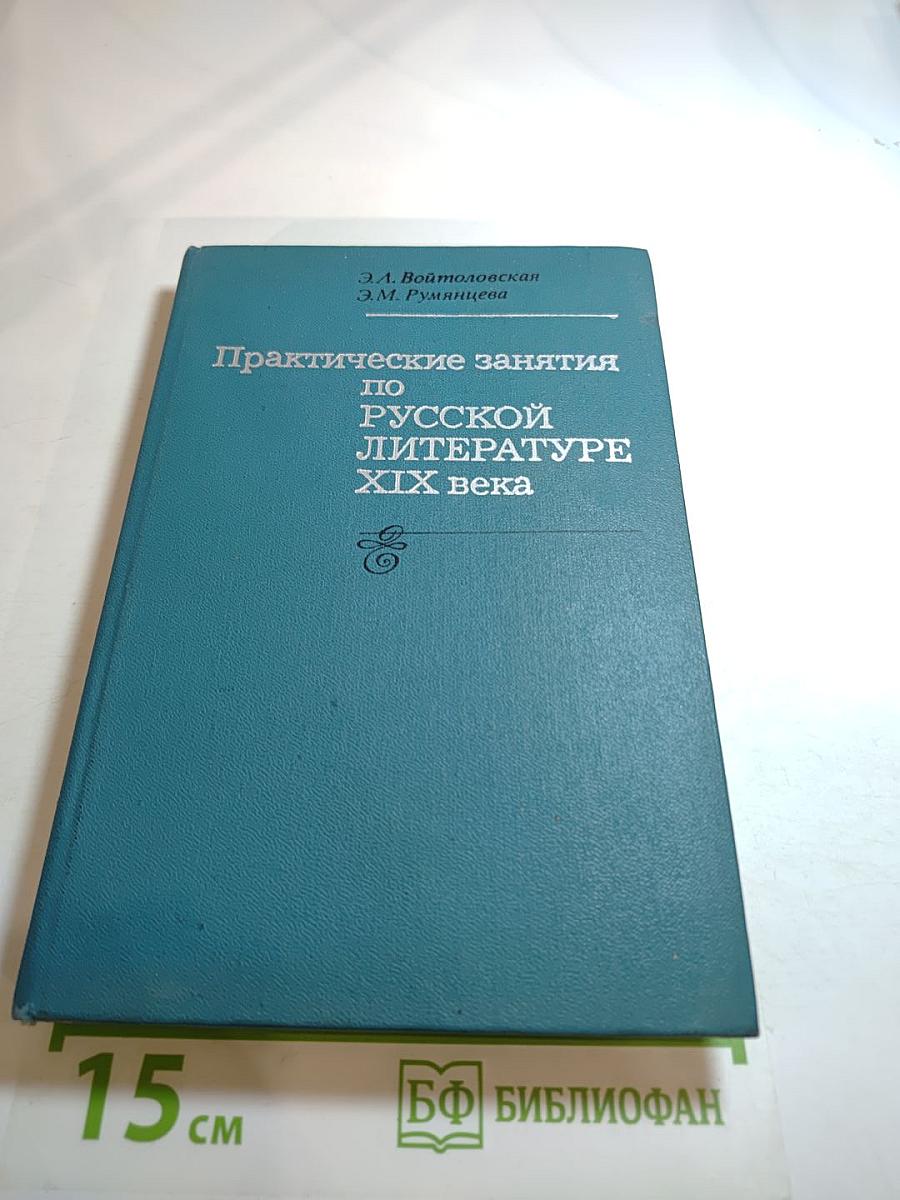 Э.Л. Войтоловская
Э.М. Румянцева
Практические занятия
по
РУССКОЙ
ЛИТЕРАТУРЕ
XIX века
15 см
БФ БИБЛИОФАН